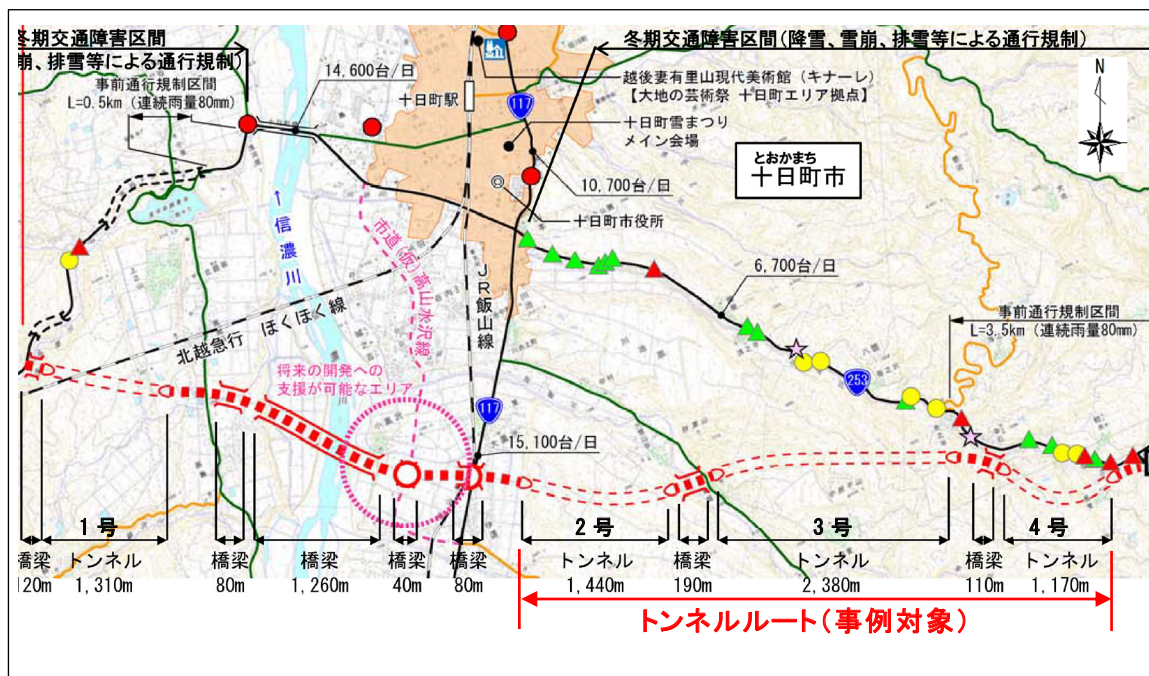 冬期交通障害区間
崩、排雪等による通行規制)
事前通行規制区間
L=0.5km（連続雨量80mm）
14,600台/日
十日町駅
117
冬期交通障害区間(降雪、雪崩、排雪等による通行規制)
越後妻有里山現代美術館（キナーレ）
【大地の芸術祭 十日町エリア拠点】
十日町雪まつり
メイン会場
10,700台/日
十日町市役所
とおかまち
十日町市
N
←信濃川
市道(仮)高山水沢線
JR飯山線
北越急行 ほくほく線
6,700台/日
事前通行規制区間
L=3.5km（連続雨量80mm）
253
将来の開発への
支援が可能なエリア
117
15,100台/日
1号 2号 3号 4号
橋梁 トンネル 橋梁 橋梁 橋梁 橋梁 トンネル 橋梁 トンネル 橋梁 トンネル
120m 1,310m 80m 1,260m 40m 80m 1,440m 190m 2,380m 110m 1,170m
トンネルルート(事例対象)